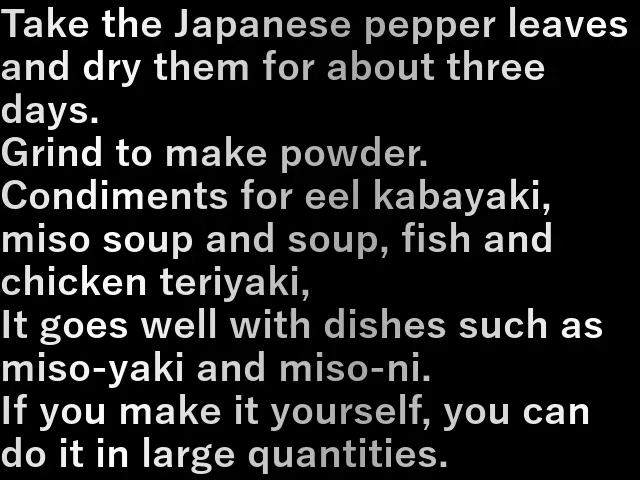 Take the Japanese pepper leaves
and dry them for about three
days.
Grind to make powder.
Condiments for eel kabayaki,
miso soup and soup, fish and
chicken teriyaki,
It goes well with dishes such as
miso-yaki and miso-ni.
If you make it yourself, you can
do it in large quantities.